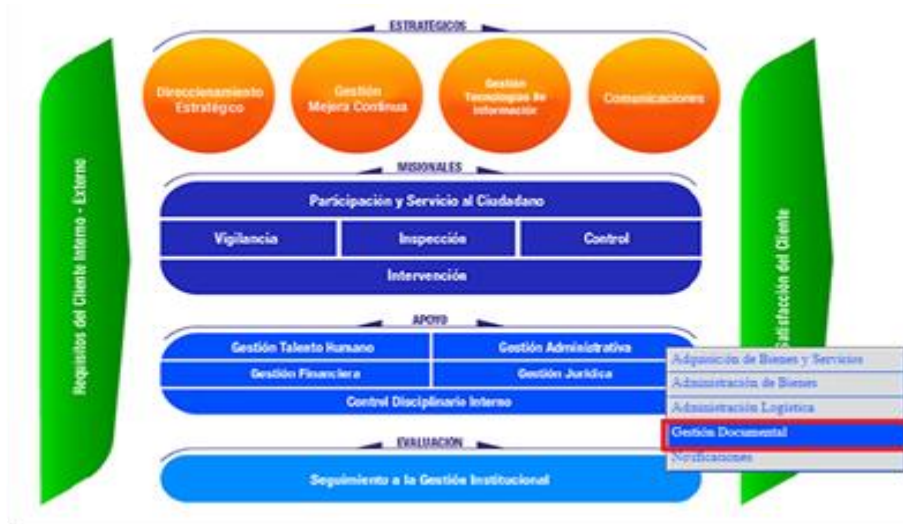 ESTRATÉGICOS
Direccionamiento
Estratégico
Gestión
Mejora Continua
Gestión
Tecnologías De
Información
Comunicaciones
Requisitos del Cliente Interno - Externo
MISIONALES
Participación y Servicio al Ciudadano
Vigilancia
Inspección
Control
Intervención
Satisfacción del Cliente
APOYO
Gestión Talento Humano
Gestión Administrativa
Gestión Financiera
Gestión Jurídica
Control Disciplinario Interno
Adquisición de Bienes y Servicios
Administración de Bienes
Administración Logística
Gestión Documental
Notificaciones
EVALUACIÓN
Seguimiento a la Gestión Institucional